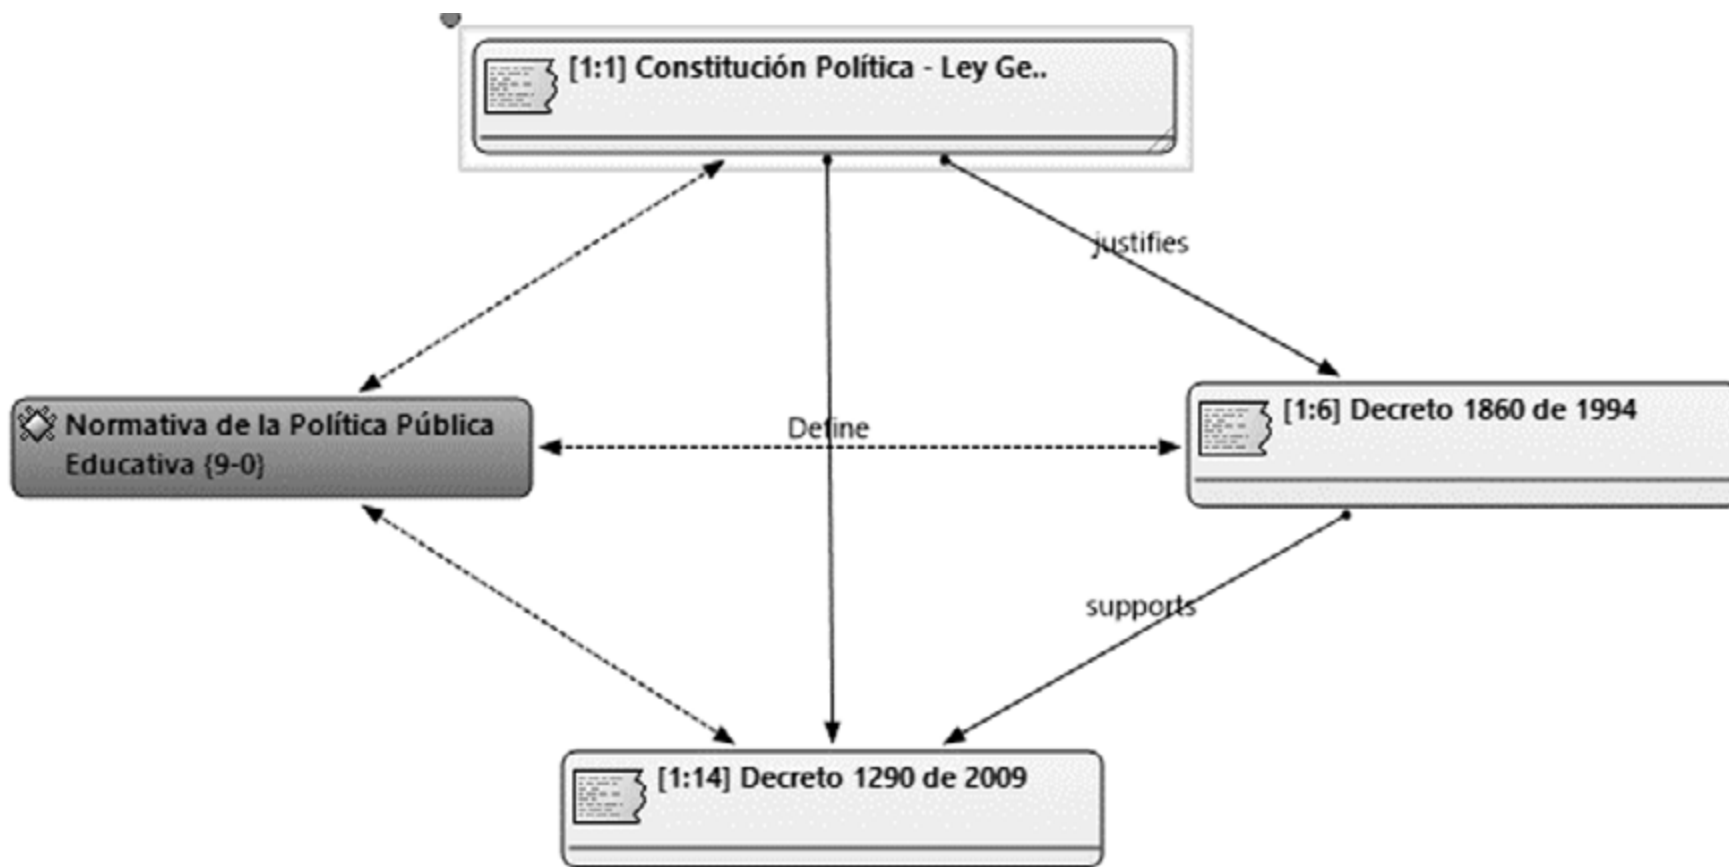 [1:1] Constitución Política - Ley Ge..
justifies
Normativa de la Política Pública
Educativa {9-0}
Define
[1:6] Decreto 1860 de 1994
supports
[1:14] Decreto 1290 de 2009